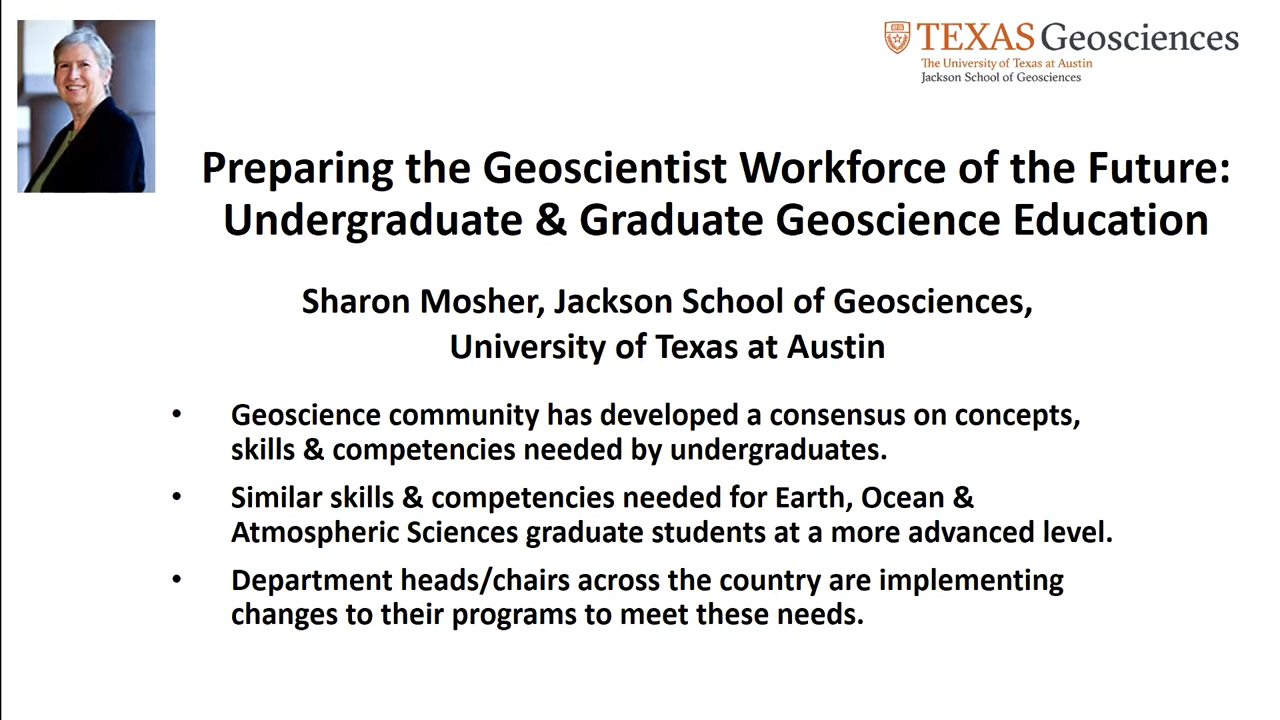 TEXAS Geosciences
The University of Texas at Austin
Jackson School of Geosciences
Preparing the Geoscientist Workforce of the Future:
Undergraduate & Graduate Geoscience Education
Sharon Mosher, Jackson School of Geosciences,
University of Texas at Austin
• Geoscience community has developed a consensus on concepts,
skills & competencies needed by undergraduates.
• Similar skills & competencies needed for Earth, Ocean &
Atmospheric Sciences graduate students at a more advanced level.
• Department heads/chairs across the country are implementing
changes to their programs to meet these needs.